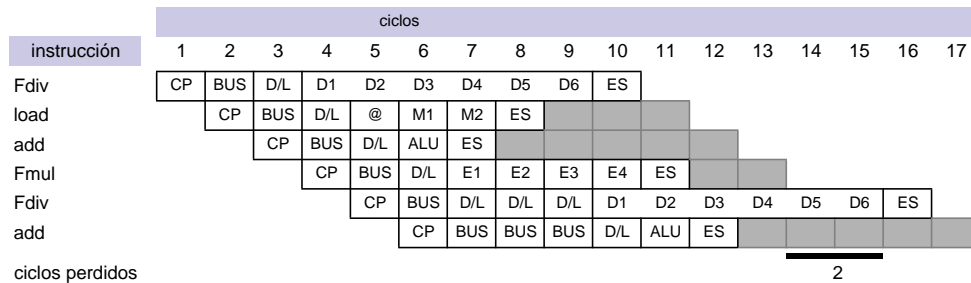 ciclos
instrucción 1 2 3 4 5 6 7 8 9 10 11 12 13 14 15 16 17
Fdiv CP BUS D/L D1 D2 D3 D4 D5 D6 ES
load CP BUS D/L @ M1 M2 ES
add CP BUS D/L ALU ES
Fmul CP BUS D/L E1 E2 E3 E4 ES
Fdiv CP BUS D/L D/L D/L D1 D2 D3 D4 D5 D6 ES
add CP BUS BUS BUS D/L ALU ES
ciclos perdidos 2